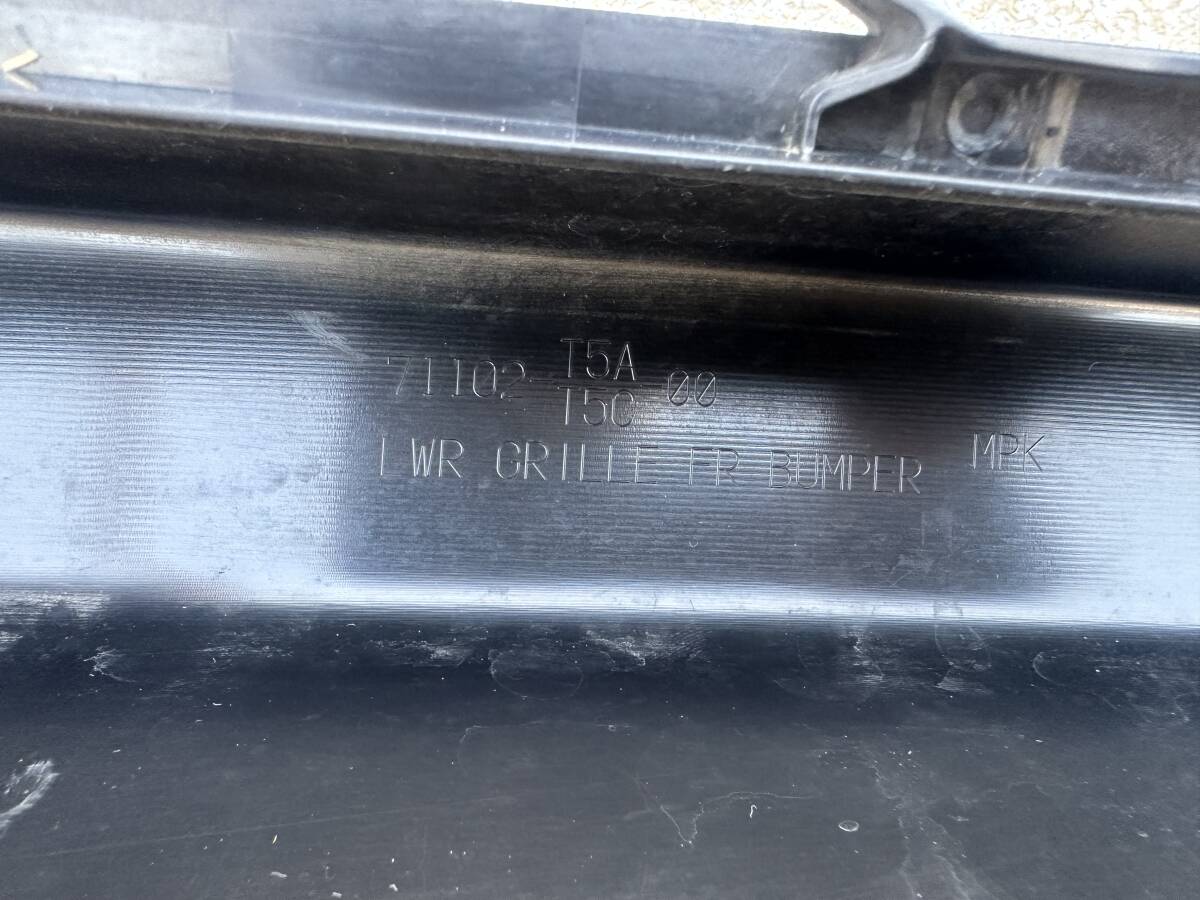 71102-T5A/T5C-00
LWR GRILLE FR BUMPER MPK